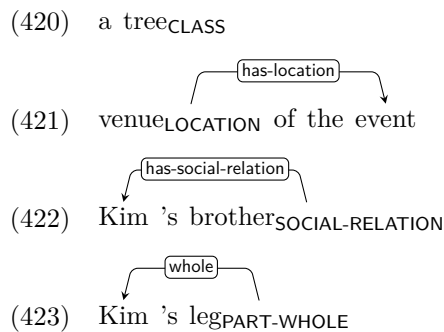 (420) a treeCLASS
has-location
(421) venueLOCATION of the event
has-social-relation
(422) Kim 's brotherSOCIAL-RELATION
whole
(423) Kim 's legPART-WHOLE